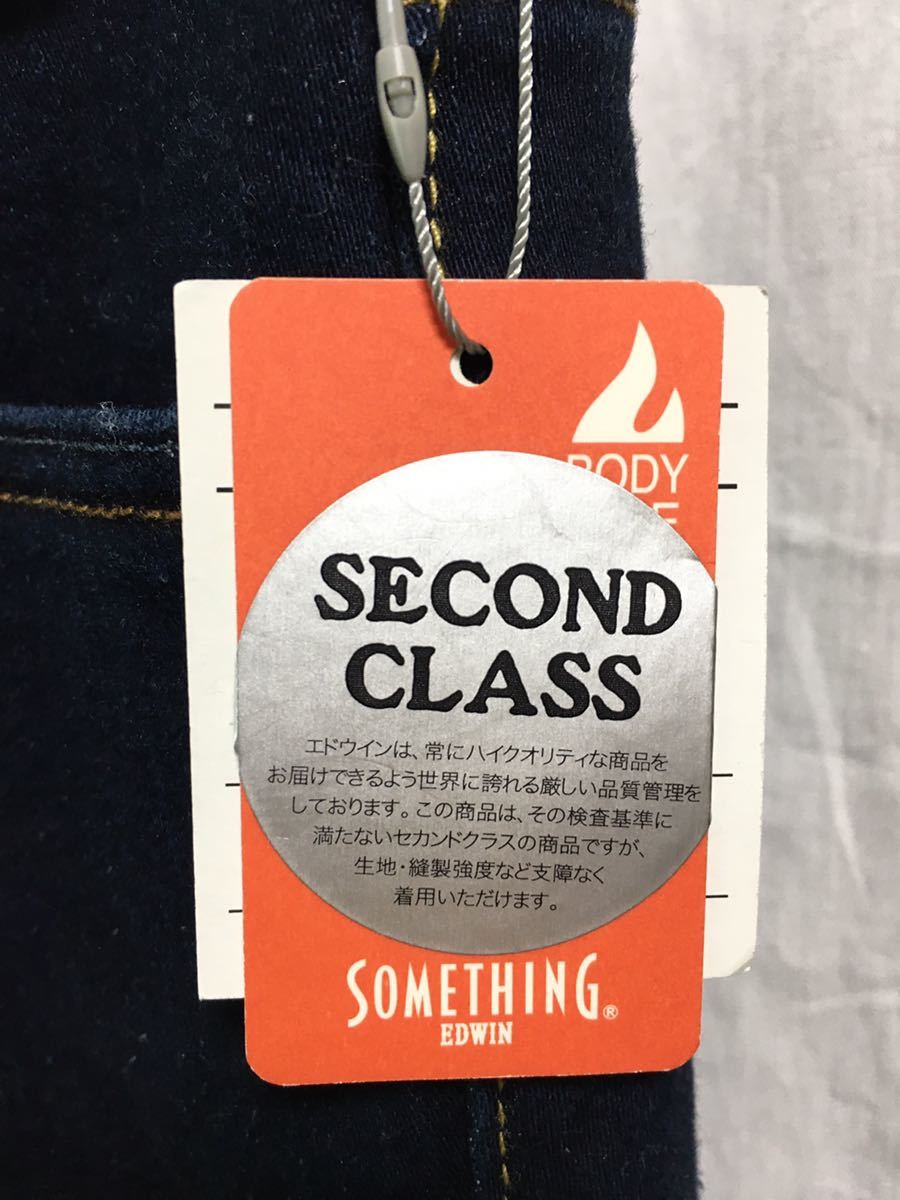 BODY
SECOND
CLASS
エドウインは、常にハイクオリティな商品を
お届けできるよう世界に誇れる厳しい品質管理を
しております。この商品は、その検査基準に
満たないセカンドクラスの商品ですが、
生地・縫製強度など支障なく
着用いただけます。
SOMETHING®
EDWIN